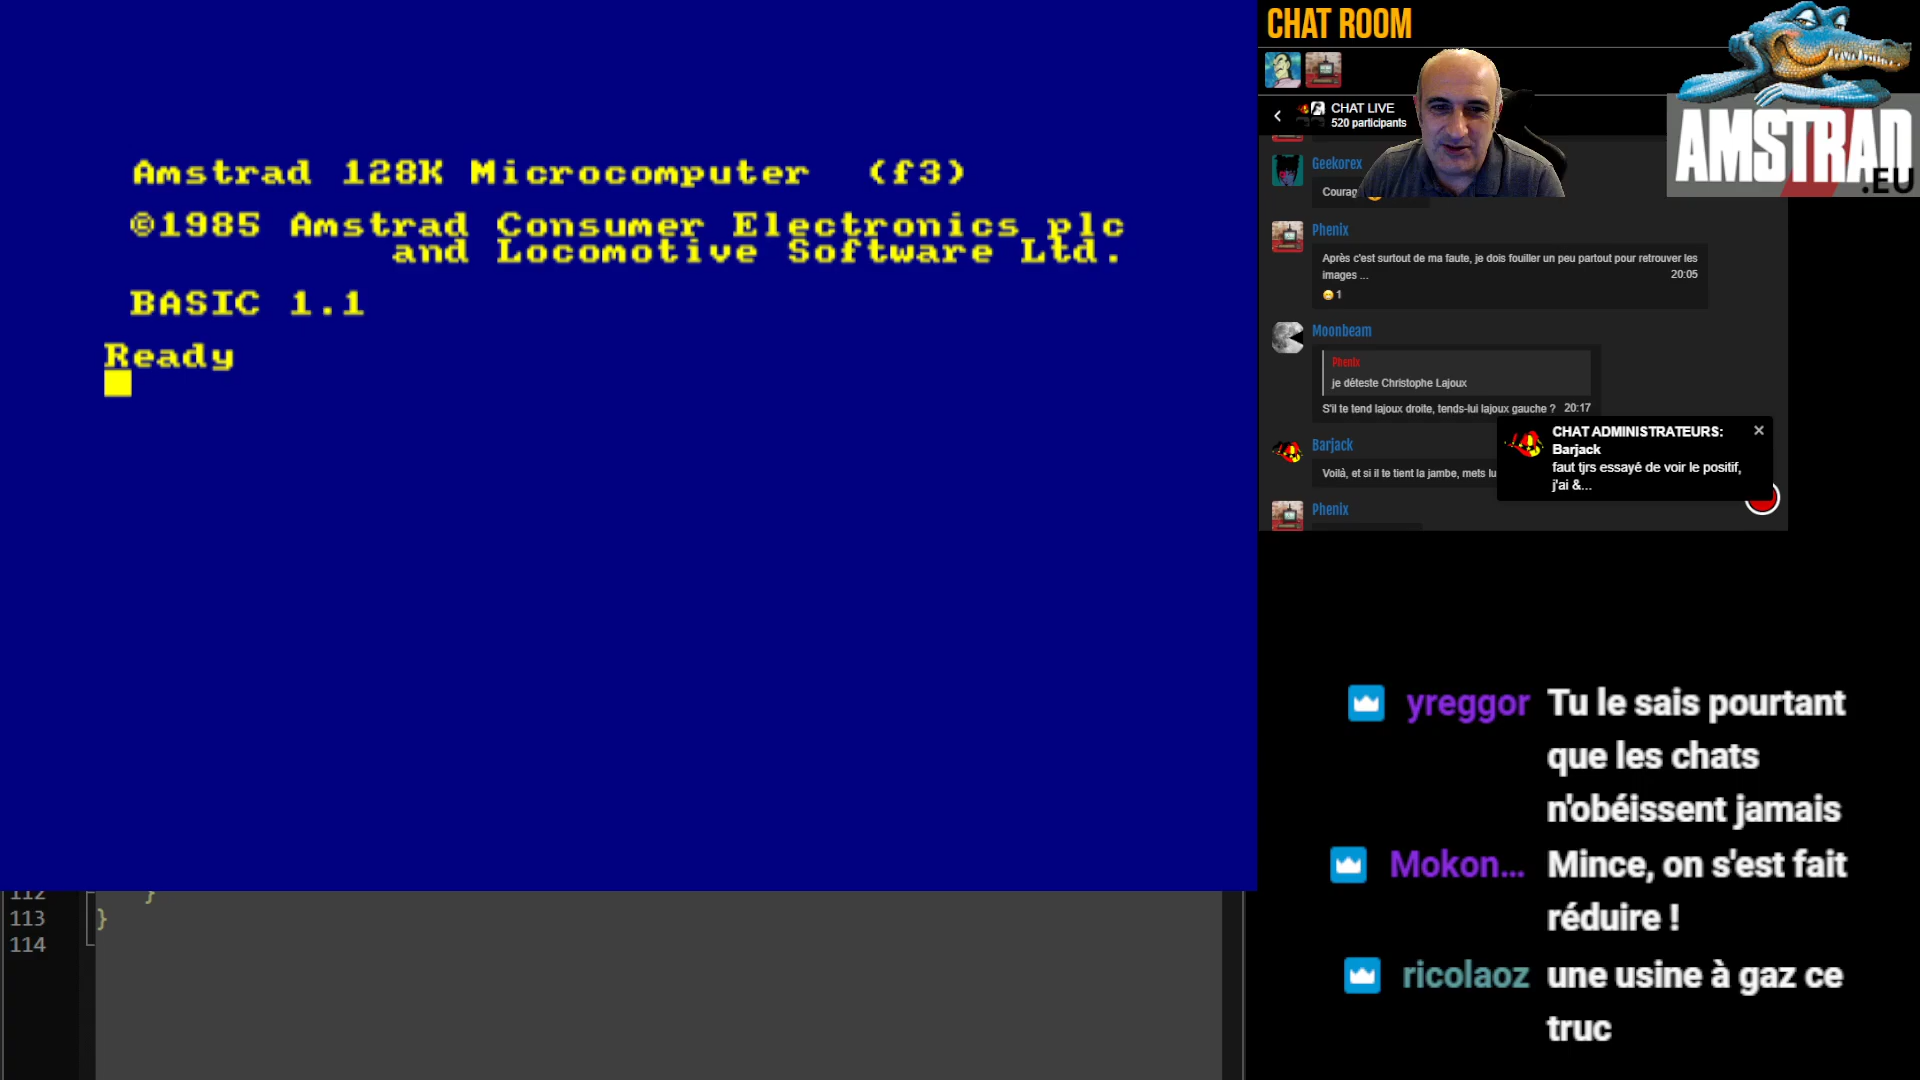 Amstrad 128K Microcomputer (f3)
©1985 Amstrad Consumer Electronics plc
and Locomotive Software Ltd.
BASIC 1.1
Ready
112 }
113 }
114
CHAT ROOM
CHAT LIVE
520 participants
Geekorex
Phenix
Après c'est surtout de ma faute, je dois fouiller un peu partout pour retrouver les
images ... 20:05
1
Moonbeam
Phenix
je déteste Christophe Lajoux
S'il te tend lajoux droite, tends-lui lajoux gauche ? 20:17
Barjack
Voilà, et si il te tient la jambe, mets
Phenix
CHAT ADMINISTRATEURS:
Barjack
faut tjrs essayé de voir le positif,
j'ai &...
AMSTRAD
.EU
yreggor Tu le sais pourtant
que les chats
n'obéissent jamais
Mokon... Mince, on s'est fait
réduire !
ricolaoz une usine à gaz ce
truc